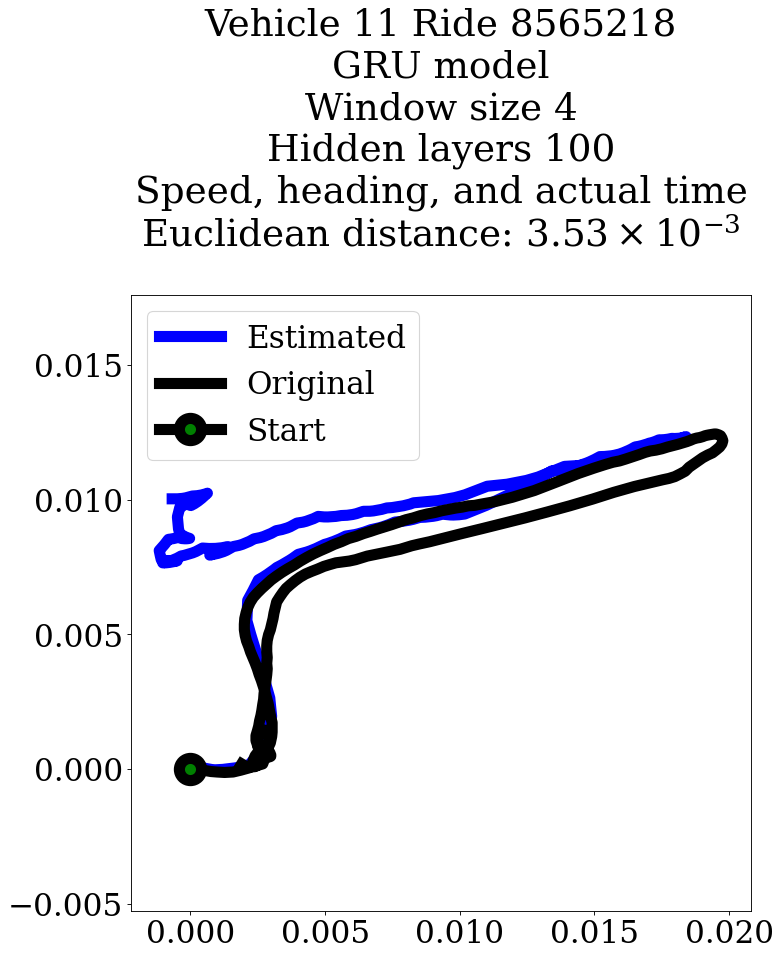 Vehicle 11 Ride 8565218
GRU model
Window size 4
Hidden layers 100
Speed, heading, and actual time
Euclidean distance: 3.53 × 10⁻³
Estimated
Original
Start
0.015
0.010
0.005
0.000
−0.005
0.000 0.005 0.010 0.015 0.020